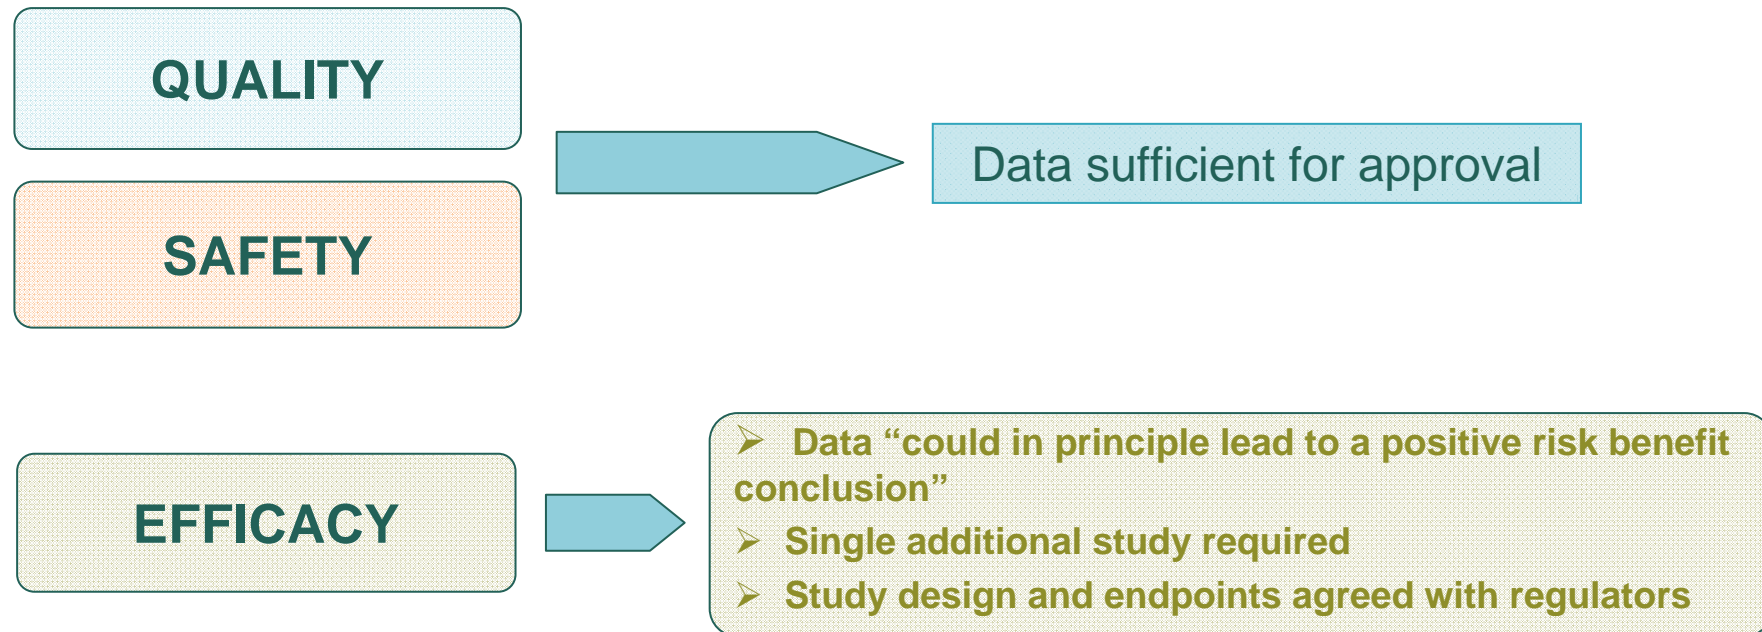 QUALITY
Data sufficient for approval
SAFETY
EFFICACY
➢ Data “could in principle lead to a positive risk benefit
conclusion”
➢ Single additional study required
➢ Study design and endpoints agreed with regulators